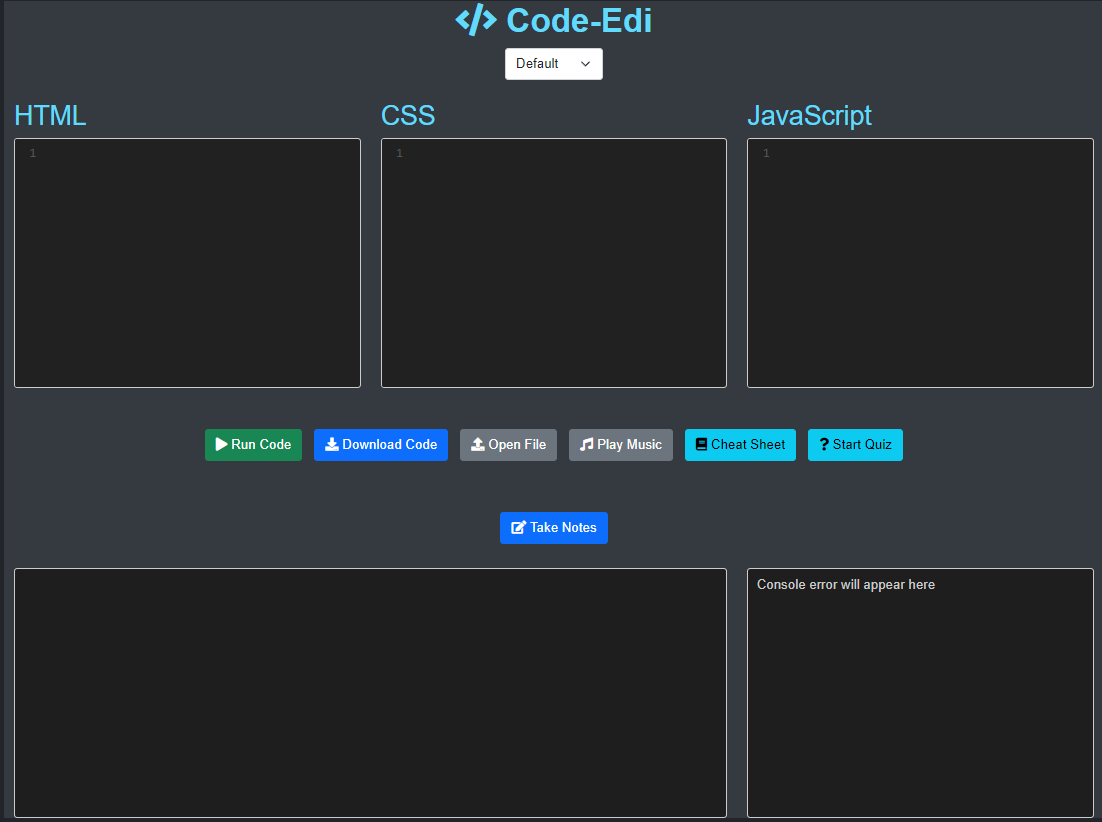 Code-Edi
Default
HTML
CSS
JavaScript
1
1
1
Run Code
Download Code
Open File
Play Music
Cheat Sheet
Start Quiz
Take Notes
Console error will appear here